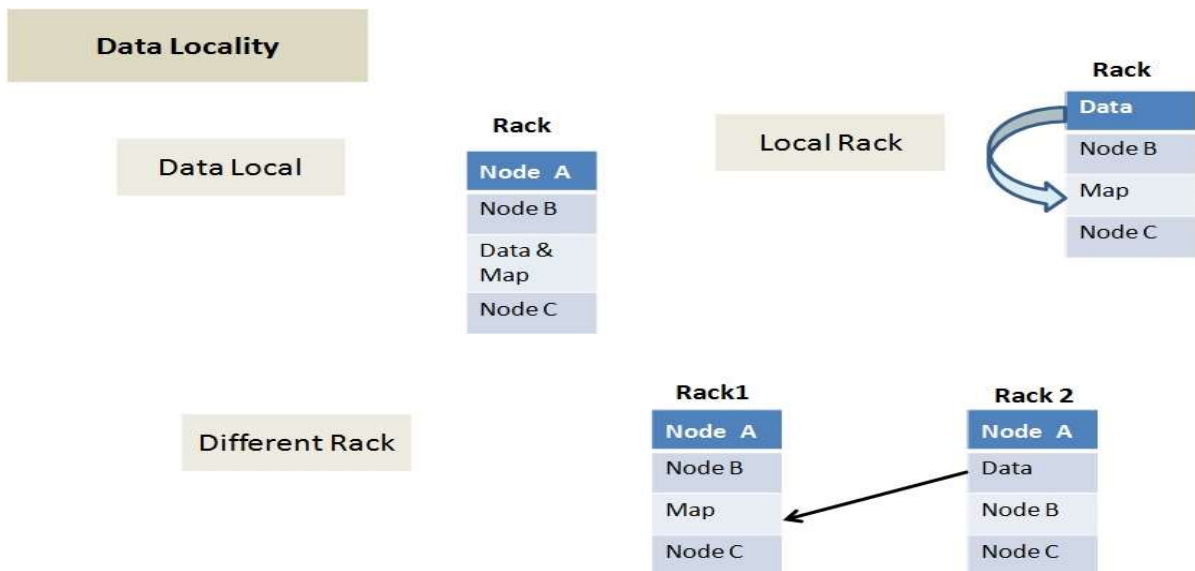 Data Locality
Data Local
Rack
Node A
Node B
Data &
Map
Node C
Local Rack
Rack
Data
Node B
Map
Node C
Different Rack
Rack1
Node A
Node B
Map
Node C
Rack 2
Node A
Data
Node B
Node C